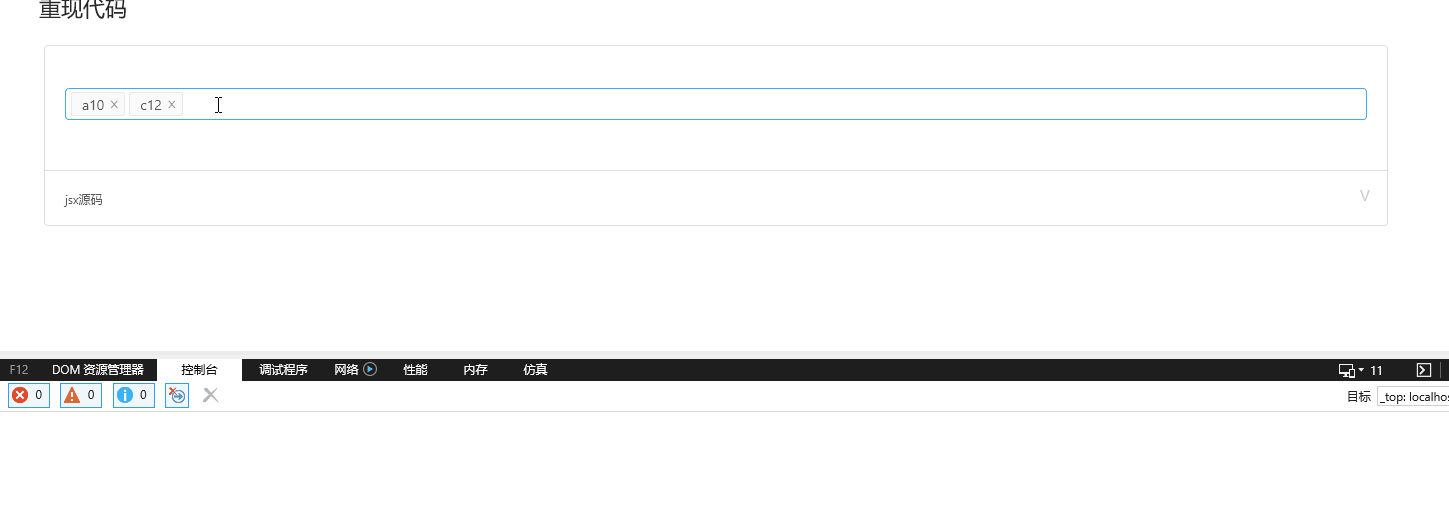 重现代码
a10 × c12 ×
jsx源码 V
F12 DOM 资源管理器 控制台 调试程序 网络 性能 内存 仿真 11
0 0 0 目标 _top: localhos